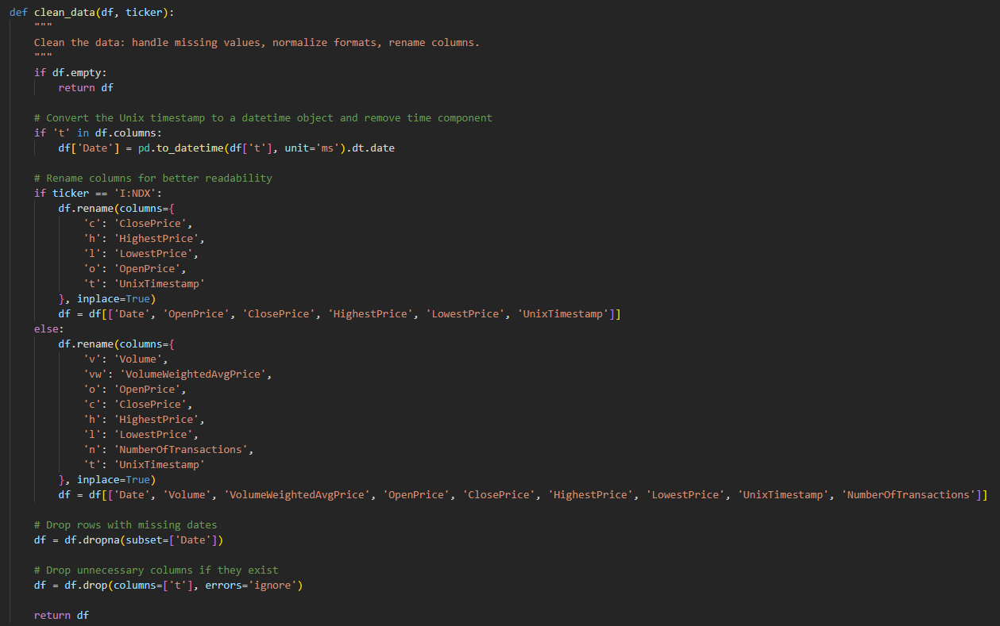 def clean_data(df, ticker):
    """
    Clean the data: handle missing values, normalize formats, rename columns.
    """
    if df.empty:
        return df

    # Convert the Unix timestamp to a datetime object and remove time component
    if 't' in df.columns:
        df['Date'] = pd.to_datetime(df['t'], unit='ms').dt.date

    # Rename columns for better readability
    if ticker == 'I:NDX':
        df.rename(columns={
            'c': 'ClosePrice',
            'h': 'HighestPrice',
            'l': 'LowestPrice',
            'o': 'OpenPrice',
            't': 'UnixTimestamp'
        }, inplace=True)
        df = df[['Date', 'OpenPrice', 'ClosePrice', 'HighestPrice', 'LowestPrice', 'UnixTimestamp']]
    else:
        df.rename(columns={
            'v': 'Volume',
            'vw': 'VolumeWeightedAvgPrice',
            'o': 'OpenPrice',
            'c': 'ClosePrice',
            'h': 'HighestPrice',
            'l': 'LowestPrice',
            'n': 'NumberOfTransactions',
            't': 'UnixTimestamp'
        }, inplace=True)
        df = df[['Date', 'Volume', 'VolumeWeightedAvgPrice', 'OpenPrice', 'ClosePrice', 'HighestPrice', 'LowestPrice', 'UnixTimestamp', 'NumberOfTransactions']]

    # Drop rows with missing dates
    df = df.dropna(subset=['Date'])

    # Drop unnecessary columns if they exist
    df = df.drop(columns=['t'], errors='ignore')

    return df